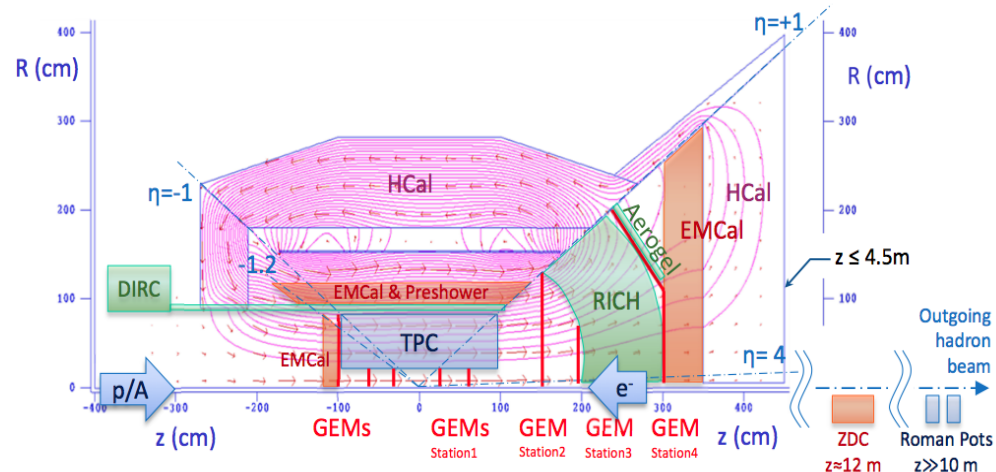 η=+1
400
R (cm)
300
200
100
0
400
R (cm)
300
200
100
HCal
η=-1
-1.2
Aerogel
HCal
EMCal
z ≤ 4.5m
DIRC
EMCal & Preshower
RICH
TPC
EMCal
η= 4
Outgoing
hadron
beam
p/A
e-
-400 -300 -200 -100 0 100 200 300 400
z (cm)
GEMs
GEMs
Station1
GEM
Station2
GEM
Station3
GEM
Station4
z (cm)
ZDC
z≈12 m
Roman Pots
z≫10 m